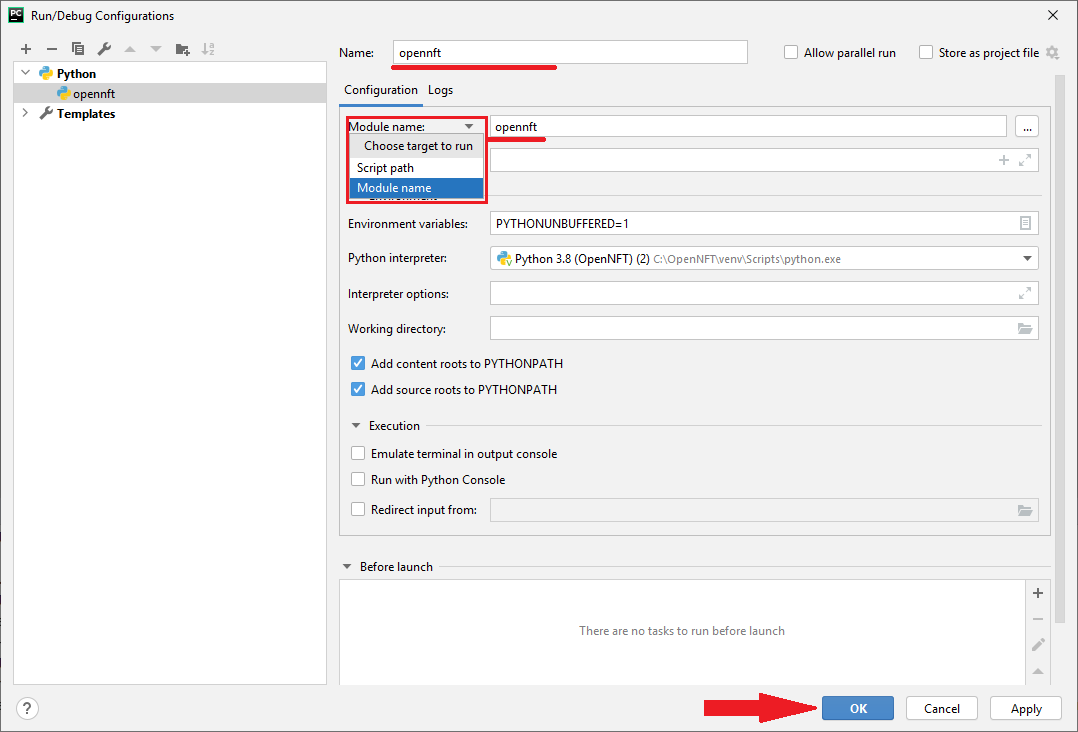 PC Run/Debug Configurations
Name: opennft Allow parallel run Store as project file
Python
opennft
Templates
Configuration Logs
Module name: opennft ...
Choose target to run
Script path
Module name
Environment variables: PYTHONUNBUFFERED=1
Python interpreter: Python 3.8 (OpenNFT) (2) C:\OpenNFT\venv\Scripts\python.exe
Interpreter options:
Working directory:
Add content roots to PYTHONPATH
Add source roots to PYTHONPATH
Execution
Emulate terminal in output console
Run with Python Console
Redirect input from:
Before launch
There are no tasks to run before launch
? OK Cancel Apply